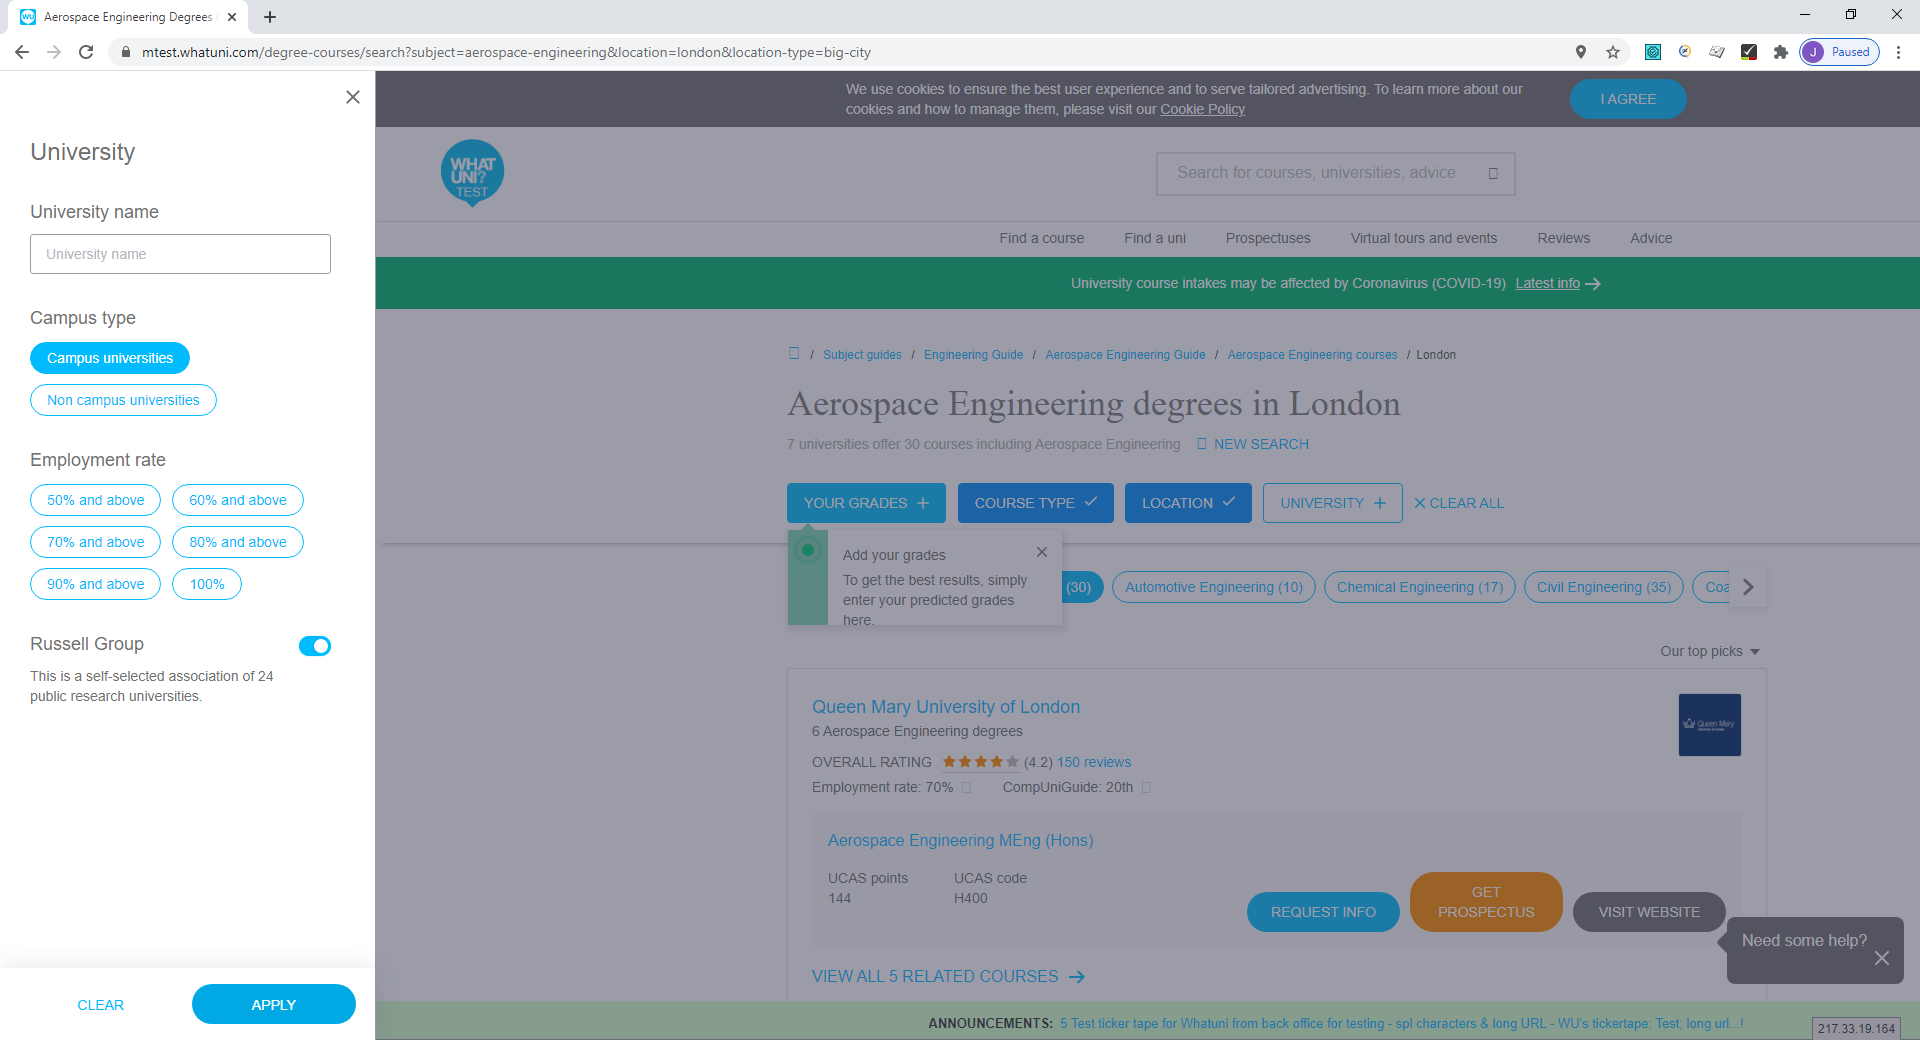 Aerospace Engineering Degrees
mtest.whatuni.com/degree-courses/search?subject=aerospace-engineering&location=london&location-type=big-city
J Paused
University
University name
University name
Campus type
Campus universities
Non campus universities
Employment rate
50% and above 60% and above
70% and above 80% and above
90% and above 100%
Russell Group
This is a self-selected association of 24
public research universities.
CLEAR APPLY
We use cookies to ensure the best user experience and to serve tailored advertising. To learn more about our
cookies and how to manage them, please visit our Cookie Policy
I AGREE
WHAT
UNI?
TEST
Search for courses, universities, advice
Find a course Find a uni Prospectuses Virtual tours and events Reviews Advice
University course intakes may be affected by Coronavirus (COVID-19) Latest info
/ Subject guides / Engineering Guide / Aerospace Engineering Guide / Aerospace Engineering courses / London
Aerospace Engineering degrees in London
7 universities offer 30 courses including Aerospace Engineering NEW SEARCH
YOUR GRADES COURSE TYPE LOCATION UNIVERSITY CLEAR ALL
Add your grades
To get the best results, simply
enter your predicted grades
here.
(30) Automotive Engineering (10) Chemical Engineering (17) Civil Engineering (35) Coa
Our top picks
Queen Mary University of London
6 Aerospace Engineering degrees
Queen Mary
OVERALL RATING (4.2) 150 reviews
Employment rate: 70% CompUniGuide: 20th
Aerospace Engineering MEng (Hons)
UCAS points UCAS code
144 H400
REQUEST INFO
GET
PROSPECTUS
VISIT WEBSITE
Need some help?
VIEW ALL 5 RELATED COURSES
ANNOUNCEMENTS: 5 Test ticker tape for Whatuni from back office for testing - spl characters & long URL - WU's tickertape: Test; long url...!
217.33.19.164